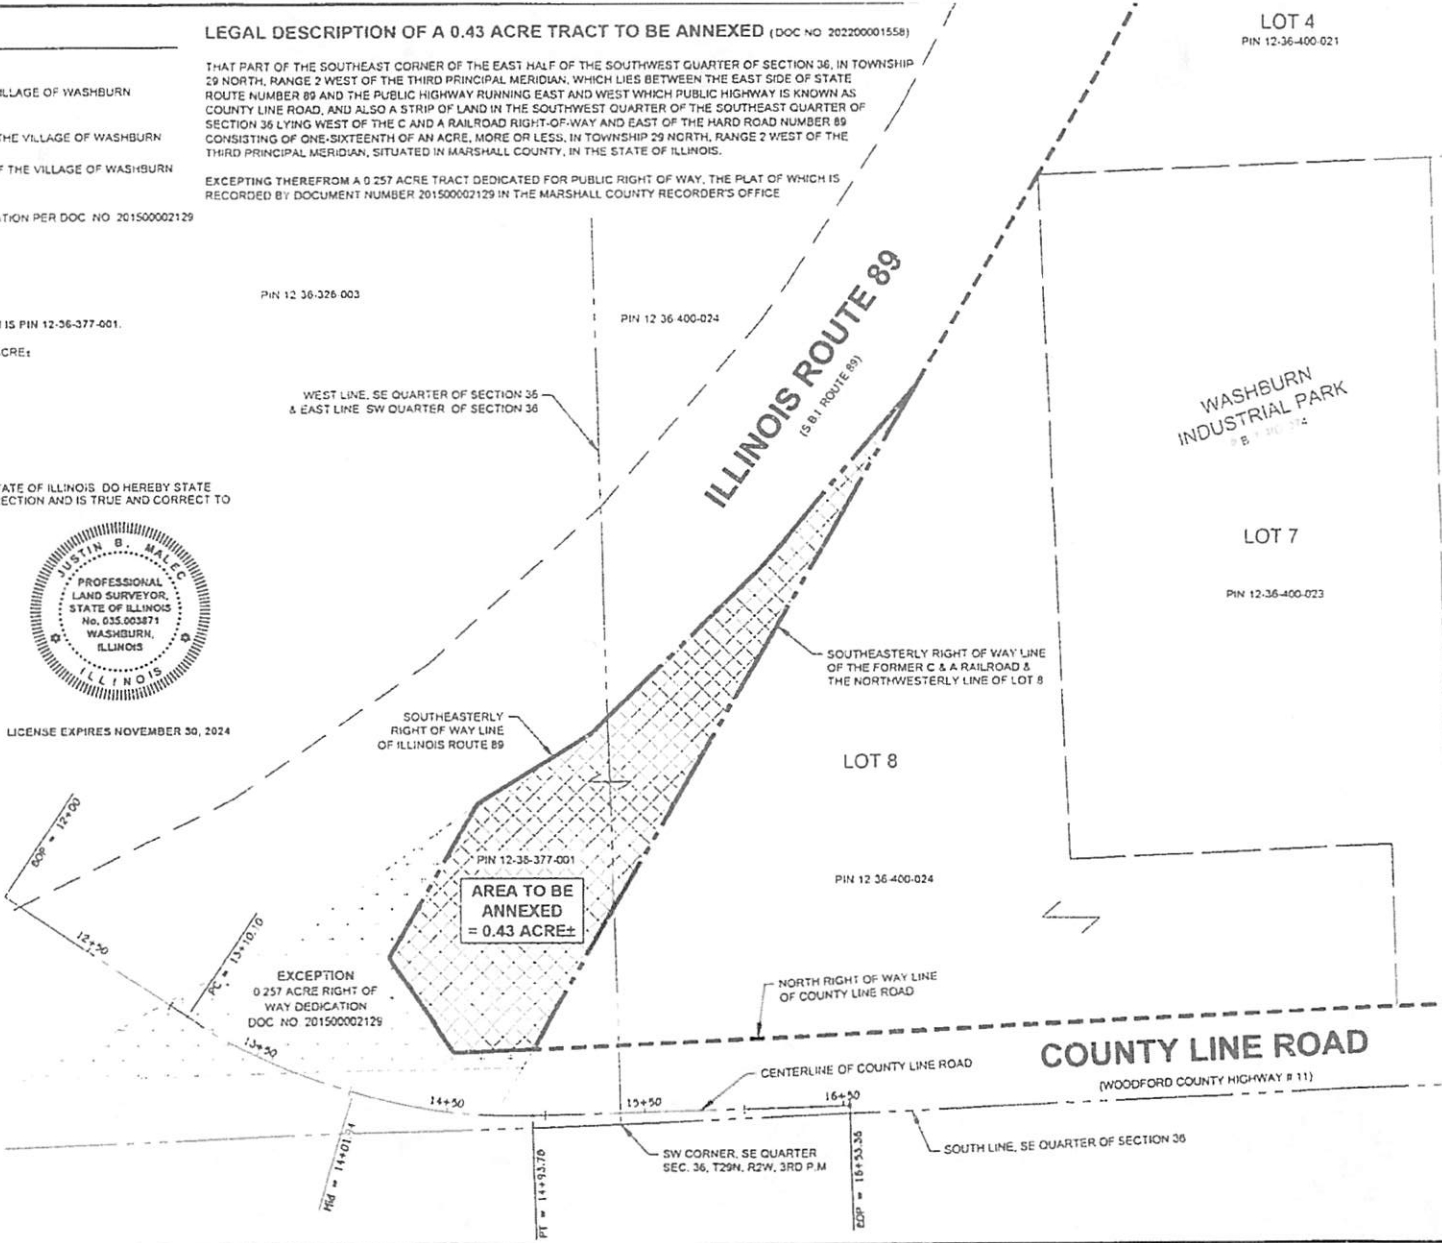 LEGAL DESCRIPTION OF A 0.43 ACRE TRACT TO BE ANNEXED (DOC NO 202200001558)
THAT PART OF THE SOUTHEAST CORNER OF THE EAST HALF OF THE SOUTHWEST QUARTER OF SECTION 36, IN TOWNSHIP
29 NORTH, RANGE 2 WEST OF THE THIRD PRINCIPAL MERIDIAN, WHICH LIES BETWEEN THE EAST SIDE OF STATE
ROUTE NUMBER 89 AND THE PUBLIC HIGHWAY RUNNING EAST AND WEST WHICH PUBLIC HIGHWAY IS KNOWN AS
COUNTY LINE ROAD, AND ALSO A STRIP OF LAND IN THE SOUTHWEST QUARTER OF THE SOUTHEAST QUARTER OF
SECTION 36 LYING WEST OF THE C AND A RAILROAD RIGHT-OF-WAY AND EAST OF THE HARD ROAD NUMBER 89
CONSISTING OF ONE-SIXTEENTH OF AN ACRE, MORE OR LESS, IN TOWNSHIP 29 NORTH, RANGE 2 WEST OF THE
THIRD PRINCIPAL MERIDIAN, SITUATED IN MARSHALL COUNTY, IN THE STATE OF ILLINOIS.
EXCEPTING THEREFROM A 0 257 ACRE TRACT DEDICATED FOR PUBLIC RIGHT OF WAY, THE PLAT OF WHICH IS
RECORDED BY DOCUMENT NUMBER 201500002129 IN THE MARSHALL COUNTY RECORDER'S OFFICE
LOT 4
PIN 12-36-400-021
ILLAGE OF WASHBURN
THE VILLAGE OF WASHBURN
F THE VILLAGE OF WASHBURN
TION PER DOC NO 201500002129
PIN 12 36-326 003
PIN 12 36 400-024
IS PIN 12-36-377-001.
CRE±
WEST LINE, SE QUARTER OF SECTION 36
& EAST LINE SW QUARTER OF SECTION 36
ILLINOIS ROUTE 89
(S B I ROUTE 89)
WASHBURN
INDUSTRIAL PARK
ATE OF ILLINOIS DO HEREBY STATE
ECTION AND IS TRUE AND CORRECT TO
JUSTIN B. MALEC
PROFESSIONAL
LAND SURVEYOR,
STATE OF ILLINOIS
No. 035.003871
WASHBURN,
ILLINOIS
ILLINOIS
LICENSE EXPIRES NOVEMBER 30, 2024
LOT 7
PIN 12-36-400-023
SOUTHEASTERLY RIGHT OF WAY LINE
OF THE FORMER C & A RAILROAD &
THE NORTHWESTERLY LINE OF LOT 8
SOUTHEASTERLY
RIGHT OF WAY LINE
OF ILLINOIS ROUTE 89
LOT 8
PIN 12 36-400-024
PIN 12-36-377-001
AREA TO BE
ANNEXED
= 0.43 ACRE±
BOP = 12+00
12+50
PC = 13+10.10
13+50
EXCEPTION
0 257 ACRE RIGHT OF
WAY DEDICATION
DOC NO 201500002129
NORTH RIGHT OF WAY LINE
OF COUNTY LINE ROAD
COUNTY LINE ROAD
(WOODFORD COUNTY HIGHWAY # 11)
CENTERLINE OF COUNTY LINE ROAD
14+50
15+50
16+50
Mid = 14+01.94
PT = 14+93.78
EOP = 16+53.36
SW CORNER, SE QUARTER
SEC. 36, T29N, R2W, 3RD P.M
SOUTH LINE, SE QUARTER OF SECTION 36